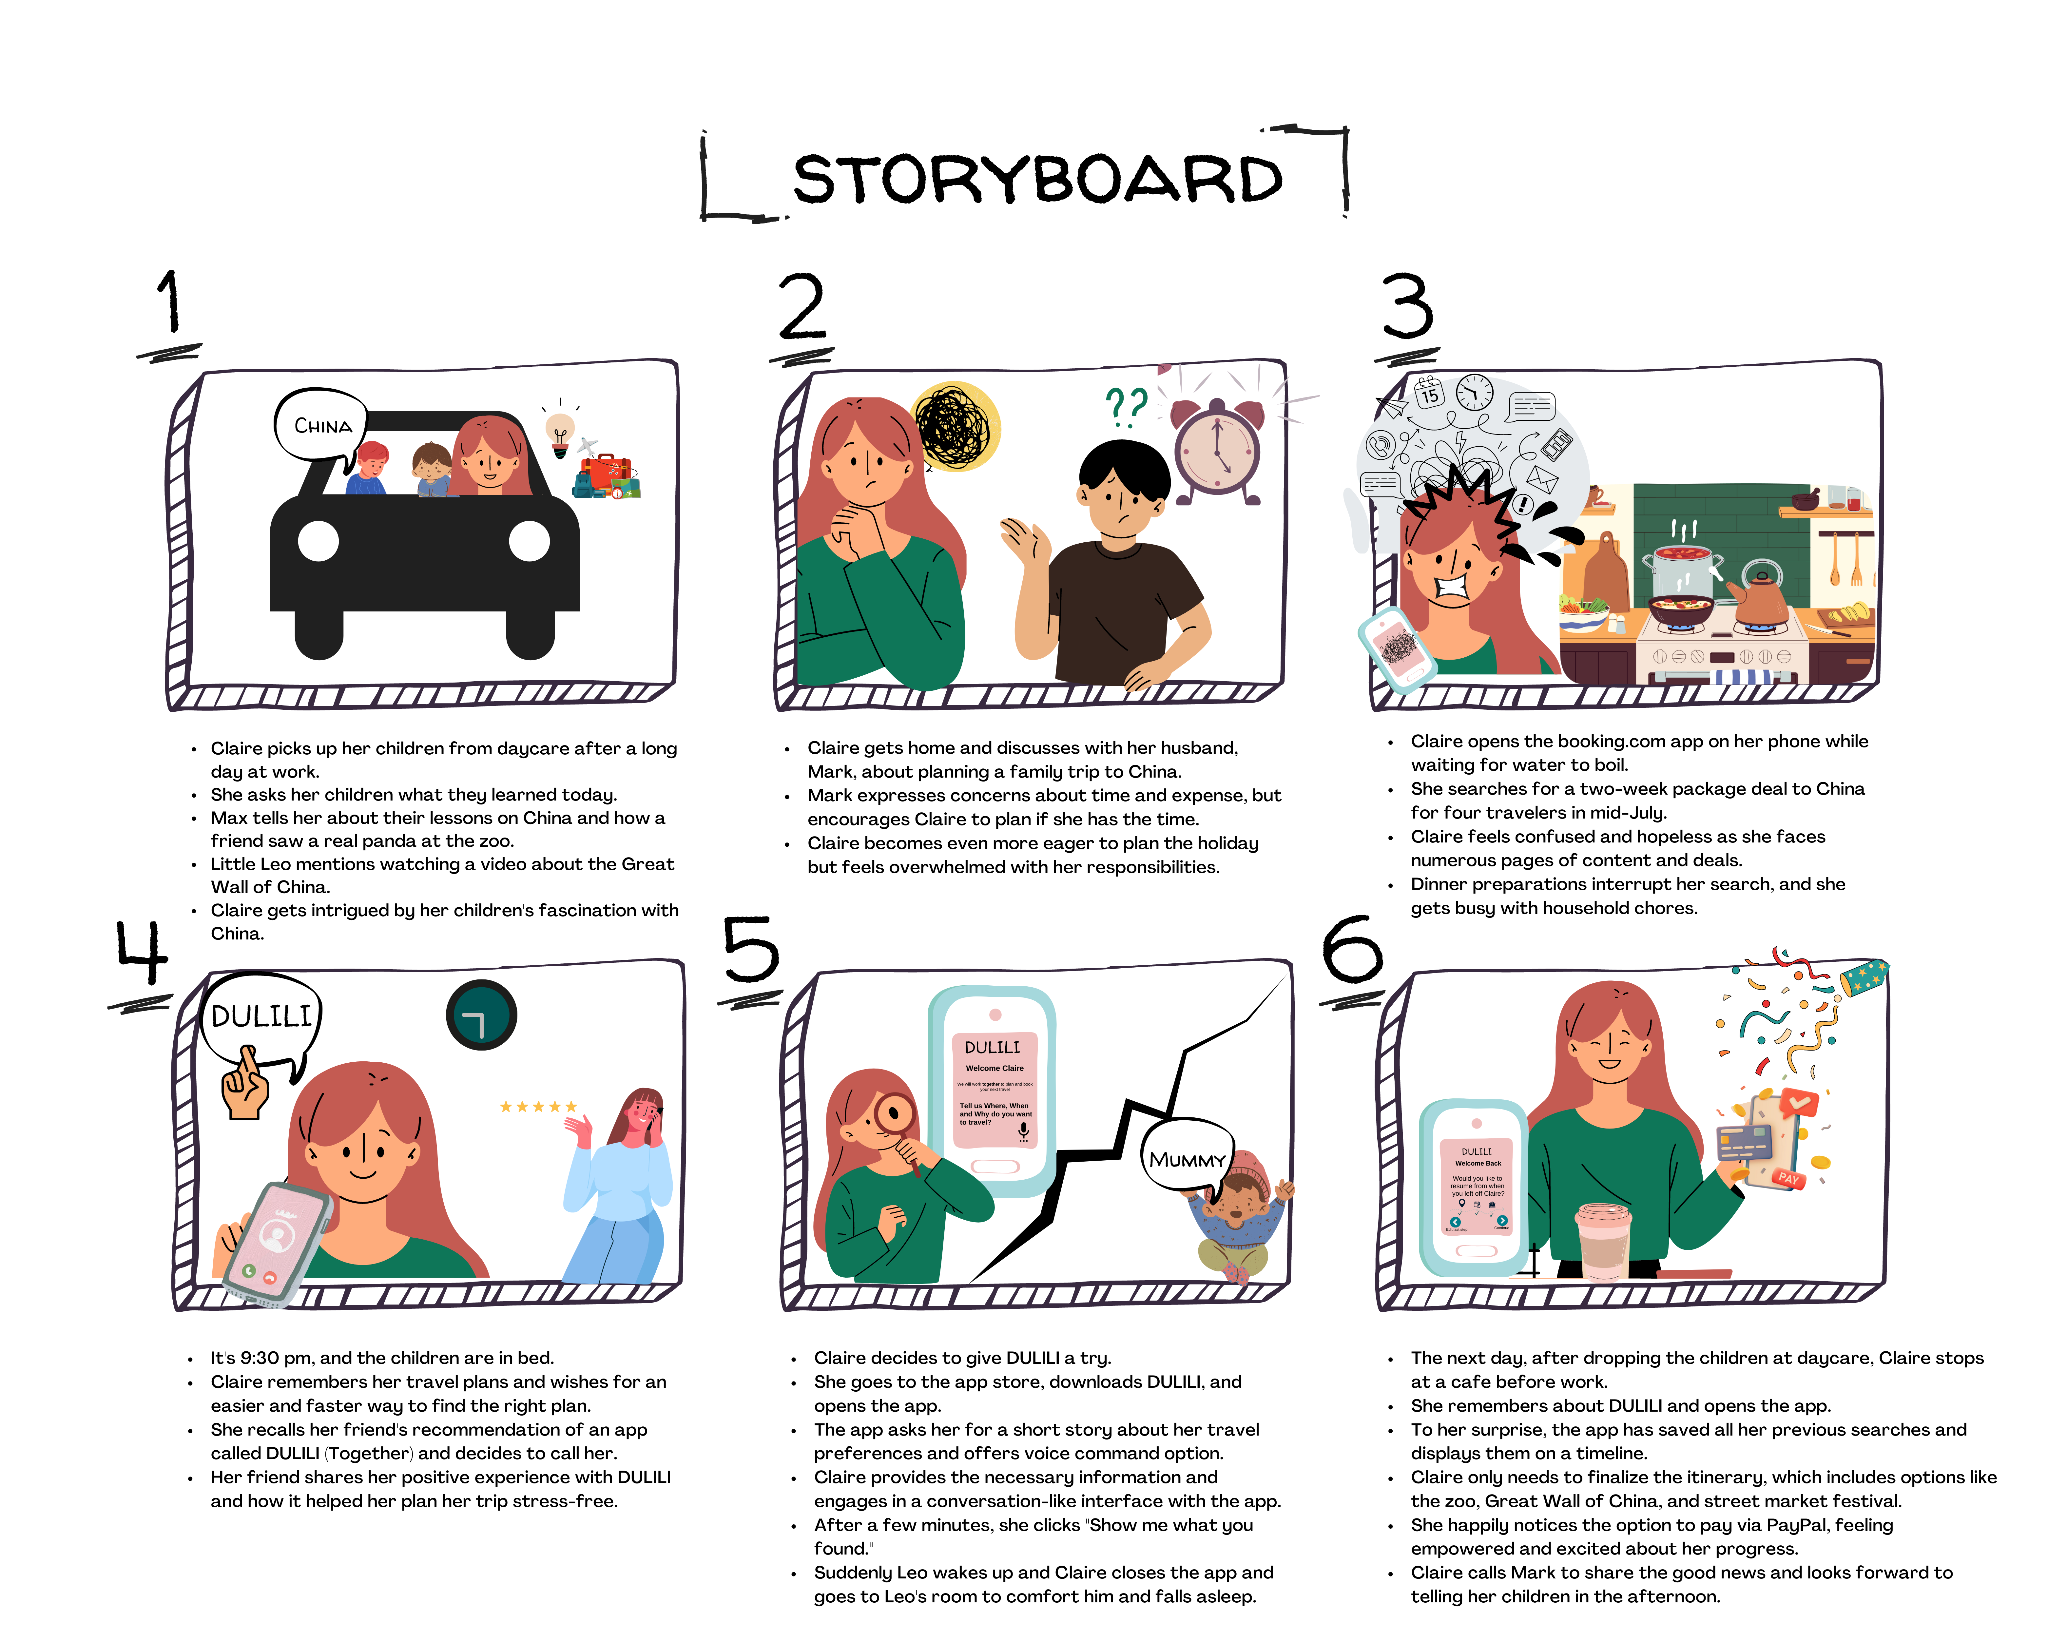 STORYBOARD
1
CHINA
• Claire picks up her children from daycare after a long
day at work.
• She asks her children what they learned today.
• Max tells her about their lessons on China and how a
friend saw a real panda at the zoo.
• Little Leo mentions watching a video about the Great
Wall of China.
• Claire gets intrigued by her children's fascination with
China.
2
??
• Claire gets home and discusses with her husband,
Mark, about planning a family trip to China.
• Mark expresses concerns about time and expense, but
encourages Claire to plan if she has the time.
• Claire becomes even more eager to plan the holiday
but feels overwhelmed with her responsibilities.
3
15
• Claire opens the booking.com app on her phone while
waiting for water to boil.
• She searches for a two-week package deal to China
for four travelers in mid-July.
• Claire feels confused and hopeless as she faces
numerous pages of content and deals.
• Dinner preparations interrupt her search, and she
gets busy with household chores.
4
DULILI
• It's 9:30 pm, and the children are in bed.
• Claire remembers her travel plans and wishes for an
easier and faster way to find the right plan.
• She recalls her friend's recommendation of an app
called DULILI (Together) and decides to call her.
• Her friend shares her positive experience with DULILI
and how it helped her plan her trip stress-free.
5
DULILI
Welcome Claire
We will work together to plan and book
your next travel
Tell us Where, When
and Why do you want
to travel?
MUMMY
• Claire decides to give DULILI a try.
• She goes to the app store, downloads DULILI, and
opens the app.
• The app asks her for a short story about her travel
preferences and offers voice command option.
• Claire provides the necessary information and
engages in a conversation-like interface with the app.
• After a few minutes, she clicks "Show me what you
found."
• Suddenly Leo wakes up and Claire closes the app and
goes to Leo's room to comfort him and falls asleep.
6
DULILI
Welcome Back
Would you like to
resume from when
you left off Claire?
PAY
• The next day, after dropping the children at daycare, Claire stops
at a cafe before work.
• She remembers about DULILI and opens the app.
• To her surprise, the app has saved all her previous searches and
displays them on a timeline.
• Claire only needs to finalize the itinerary, which includes options like
the zoo, Great Wall of China, and street market festival.
• She happily notices the option to pay via PayPal, feeling
empowered and excited about her progress.
• Claire calls Mark to share the good news and looks forward to
telling her children in the afternoon.